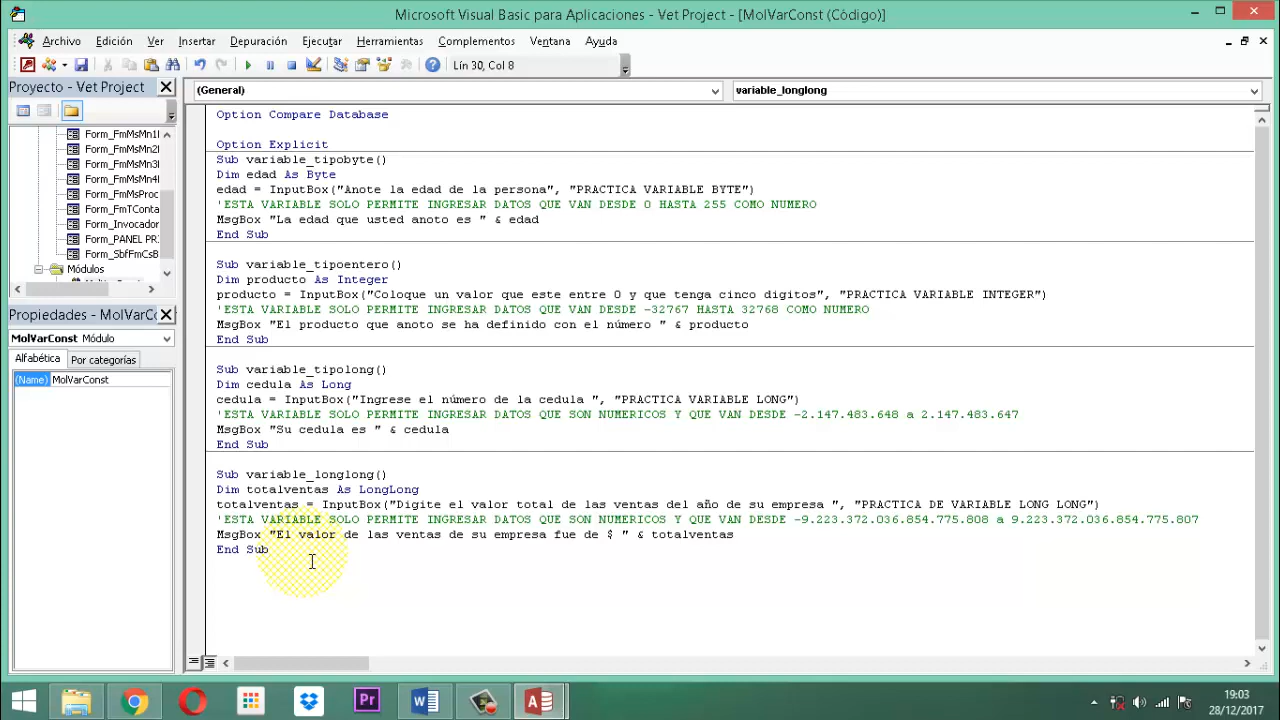 Microsoft Visual Basic para Aplicaciones - Vet Project - [MolVarConst (Código)]
Archivo Edición Ver Insertar Depuración Ejecutar Herramientas Complementos Ventana Ayuda
Lín 30, Col 8
Proyecto - Vet Project
(General)
variable_longlong
Form_FmMsMn1
Form_FmMsMn2
Form_FmMsMn3
Form_FmMsMn4
Form_FmMsProc
Form_FmTConta
Form_Invocador
Form_PANEL PR
Form_SbfFmCsB
Módulos
Propiedades - MolVarCo
MolVarConst Módulo
Alfabética Por categorías
(Name) MolVarConst
Option Compare Database
Option Explicit
Sub variable_tipobyte()
Dim edad As Byte
edad = InputBox("Anote la edad de la persona", "PRACTICA VARIABLE BYTE")
'ESTA VARIABLE SOLO PERMITE INGRESAR DATOS QUE VAN DESDE 0 HASTA 255 COMO NUMERO
MsgBox "La edad que usted anoto es " & edad
End Sub
Sub variable_tipoentero()
Dim producto As Integer
producto = InputBox("Coloque un valor que este entre 0 y que tenga cinco digitos", "PRACTICA VARIABLE INTEGER")
'ESTA VARIABLE SOLO PERMITE INGRESAR DATOS QUE VAN DESDE -32767 HASTA 32768 COMO NUMERO
MsgBox "El producto que anoto se ha definido con el número " & producto
End Sub
Sub variable_tipolong()
Dim cedula As Long
cedula = InputBox("Ingrese el número de la cedula ", "PRACTICA VARIABLE LONG")
'ESTA VARIABLE SOLO PERMITE INGRESAR DATOS QUE SON NUMERICOS Y QUE VAN DESDE -2.147.483.648 a 2.147.483.647
MsgBox "Su cedula es " & cedula
End Sub
Sub variable_longlong()
Dim totalventas As LongLong
totalventas = InputBox("Digite el valor total de las ventas del año de su empresa ", "PRACTICA DE VARIABLE LONG LONG")
'ESTA VARIABLE SOLO PERMITE INGRESAR DATOS QUE SON NUMERICOS Y QUE VAN DESDE -9.223.372.036.854.775.808 a 9.223.372.036.854.775.807
MsgBox "El valor de las ventas de su empresa fue de $ " & totalventas
End Sub
Pr
19:03
28/12/2017